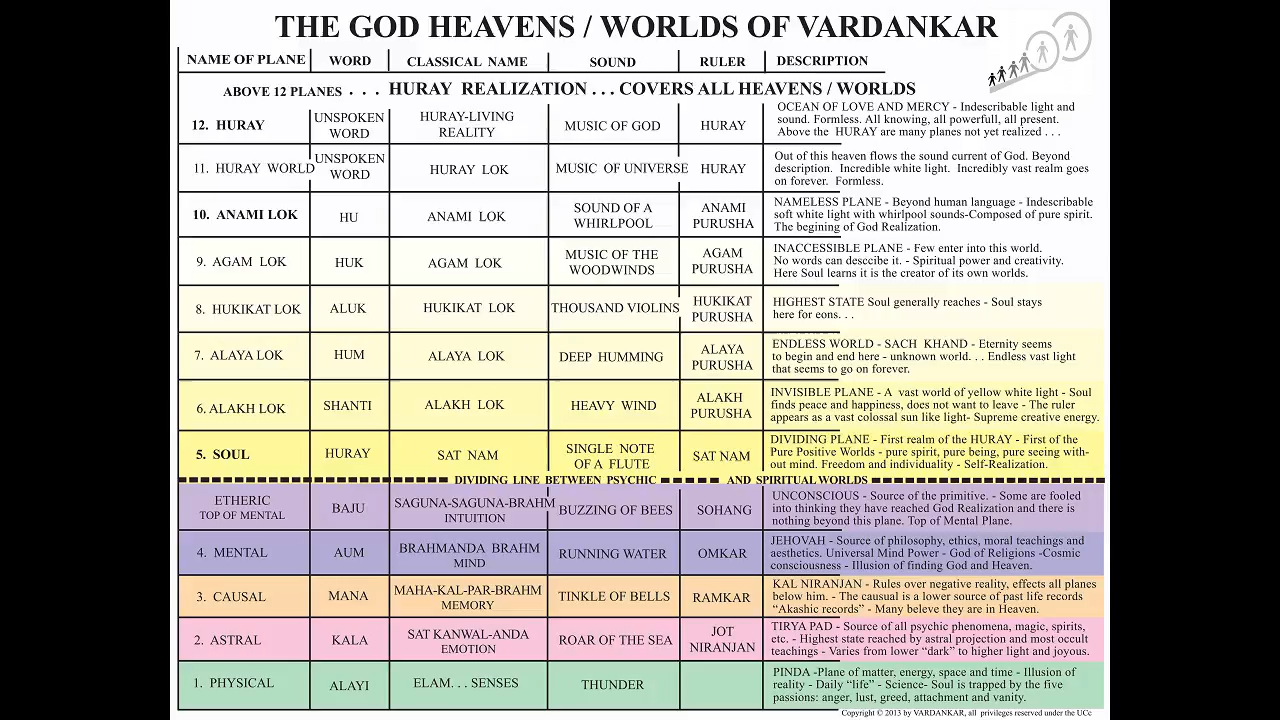 THE GOD HEAVENS / WORLDS OF VARDANKAR
NAME OF PLANE WORD CLASSICAL NAME SOUND RULER DESCRIPTION
ABOVE 12 PLANES . . . HURAY REALIZATION . . . COVERS ALL HEAVENS / WORLDS
12. HURAY
UNSPOKEN
WORD
HURAY-LIVING
REALITY
MUSIC OF GOD
HURAY
OCEAN OF LOVE AND MERCY - Indescribable light and
sound. Formless. All knowing, all powerfull, all present.
Above the HURAY are many planes not yet realized . . .
11. HURAY WORLD
UNSPOKEN
WORD
HURAY LOK
MUSIC OF UNIVERSE
HURAY
Out of this heaven flows the sound current of God. Beyond
description. Incredible white light. Incredibly vast realm goes
on forever. Formless.
10. ANAMI LOK
HU
ANAMI LOK
SOUND OF A
WHIRLPOOL
ANAMI
PURUSHA
NAMELESS PLANE - Beyond human language - Indescribable
soft white light with whirlpool sounds-Composed of pure spirit.
The begining of God Realization.
9. AGAM LOK
HUK
AGAM LOK
MUSIC OF THE
WOODWINDS
AGAM
PURUSHA
INACCESSIBLE PLANE - Few enter into this world.
No words can desccibe it. - Spiritual power and creativity.
Here Soul learns it is the creator of its own worlds.
8. HUKIKAT LOK
ALUK
HUKIKAT LOK
THOUSAND VIOLINS
HUKIKAT
PURUSHA
HIGHEST STATE Soul generally reaches - Soul stays
here for eons. . .
7. ALAYA LOK
HUM
ALAYA LOK
DEEP HUMMING
ALAYA
PURUSHA
ENDLESS WORLD - SACH KHAND - Eternity seems
to begin and end here - unknown world. . . Endless vast light
that seems to go on forever.
6. ALAKH LOK
SHANTI
ALAKH LOK
HEAVY WIND
ALAKH
PURUSHA
INVISIBLE PLANE - A vast world of yellow white light - Soul
finds peace and happiness, does not want to leave - The ruler
appears as a vast colossal sun like light- Supreme creative energy.
5. SOUL
HURAY
SAT NAM
SINGLE NOTE
OF A FLUTE
SAT NAM
DIVIDING PLANE - First realm of the HURAY - First of the
Pure Positive Worlds - pure spirit, pure being, pure seeing with-
out mind. Freedom and individuality - Self-Realization.
DIVIDING LINE BETWEEN PSYCHIC AND SPIRITUAL WORLDS
ETHERIC
TOP OF MENTAL
BAJU
SAGUNA-SAGUNA-BRAHM
INTUITION
BUZZING OF BEES
SOHANG
UNCONSCIOUS - Source of the primitive. - Some are fooled
into thinking they have reached God Realization and there is
nothing beyond this plane. Top of Mental Plane.
4. MENTAL
AUM
BRAHMANDA BRAHM
MIND
RUNNING WATER
OMKAR
JEHOVAH - Source of philosophy, ethics, moral teachings and
aesthetics. Universal Mind Power - God of Religions -Cosmic
consciousness - Illusion of finding God and Heaven.
3. CAUSAL
MANA
MAHA-KAL-PAR-BRAHM
MEMORY
TINKLE OF BELLS
RAMKAR
KAL NIRANJAN - Rules over negative reality, effects all planes
below him. - The causual is a lower source of past life records
“Akashic records” - Many beleve they are in Heaven.
2. ASTRAL
KALA
SAT KANWAL-ANDA
EMOTION
ROAR OF THE SEA
JOT
NIRANJAN
TIRYA PAD - Source of all psychic phenomena, magic, spirits,
etc. - Highest state reached by astral projection and most occult
teachings - Varies from lower “dark” to higher light and joyous.
1. PHYSICAL
ALAYI
ELAM. . . SENSES
THUNDER
PINDA -Plane of matter, energy, space and time - Illusion of
reality - Daily “life” - Science- Soul is trapped by the five
passions: anger, lust, greed, attachment and vanity.
Copyright © 2013 by VARDANKAR, all privileges reserved under the UCc